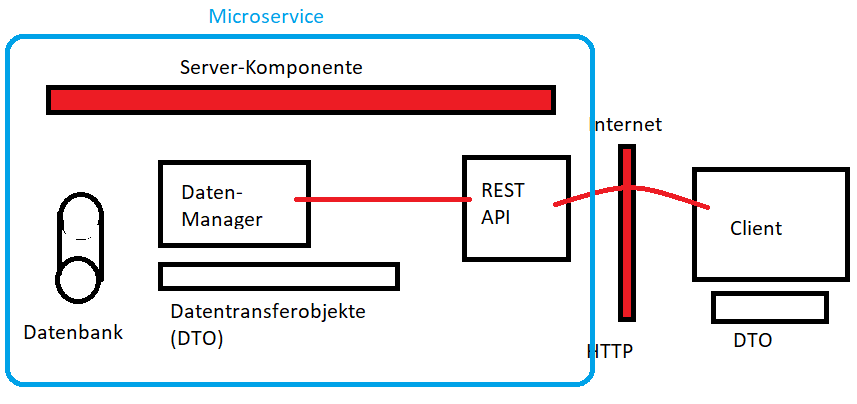 Microservice
Server-Komponente
Internet
Daten-
Manager
REST
API
Client
Datentransferobjekte
(DTO)
Datenbank
HTTP
DTO